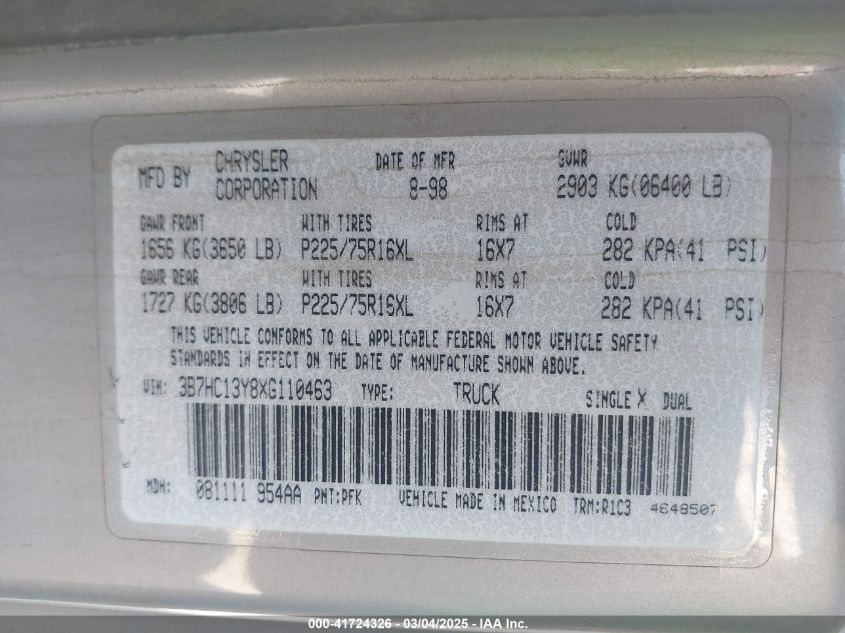 MFD BY CHRYSLER CORPORATION DATE OF MFR 8-98 GVWR 2903 KG(06400 LB)
GAWR FRONT WITH TIRES RIMS AT COLD
1656 KG(3650 LB) P225/75R16XL 16X7 282 KPA(41 PSI)
GAWR REAR WITH TIRES RIMS AT COLD
1727 KG(3806 LB) P225/75R16XL 16X7 282 KPA(41 PSI)
THIS VEHICLE CONFORMS TO ALL APPLICABLE FEDERAL MOTOR VEHICLE SAFETY
STANDARDS IN EFFECT ON THE DATE OF MANUFACTURE SHOWN ABOVE.
VIN: 3B7HC13Y8XG110463 TYPE: TRUCK SINGLE X DUAL
MDH: 081111 954AA PNT:PFK VEHICLE MADE IN MEXICO TRM:R1C3 4648507
000-41724326 - 03/04/2025 - IAA Inc.